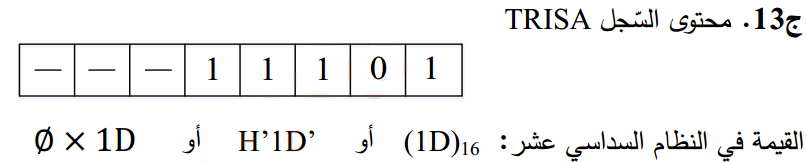 ج13. محتوى السّجل TRISA
— — — 1 1 1 0 1
القيمة في النظام السداسي عشر : (1D)16 أو H’1D’ أو Ø × 1D